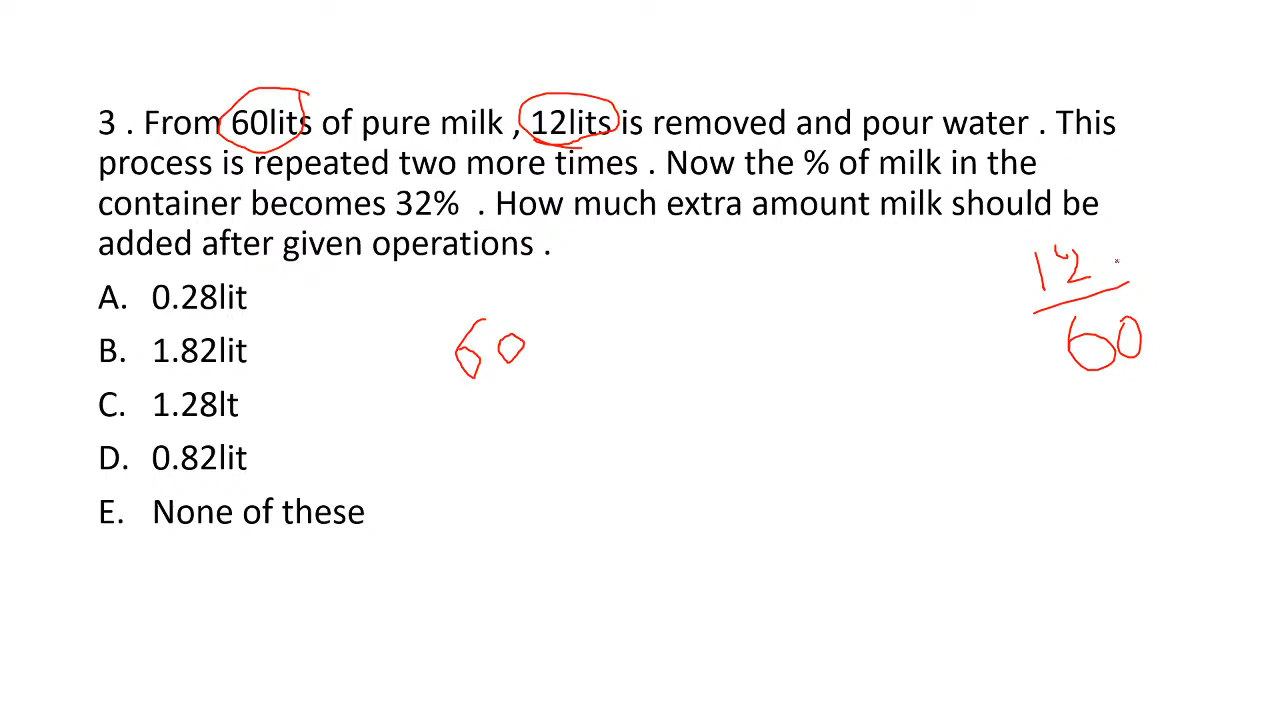 3 . From 60lits of pure milk , 12lits is removed and pour water . This
process is repeated two more times . Now the % of milk in the
container becomes 32% . How much extra amount milk should be
added after given operations .
A. 0.28lit
B. 1.82lit
C. 1.28lt
D. 0.82lit
E. None of these
60
12
60